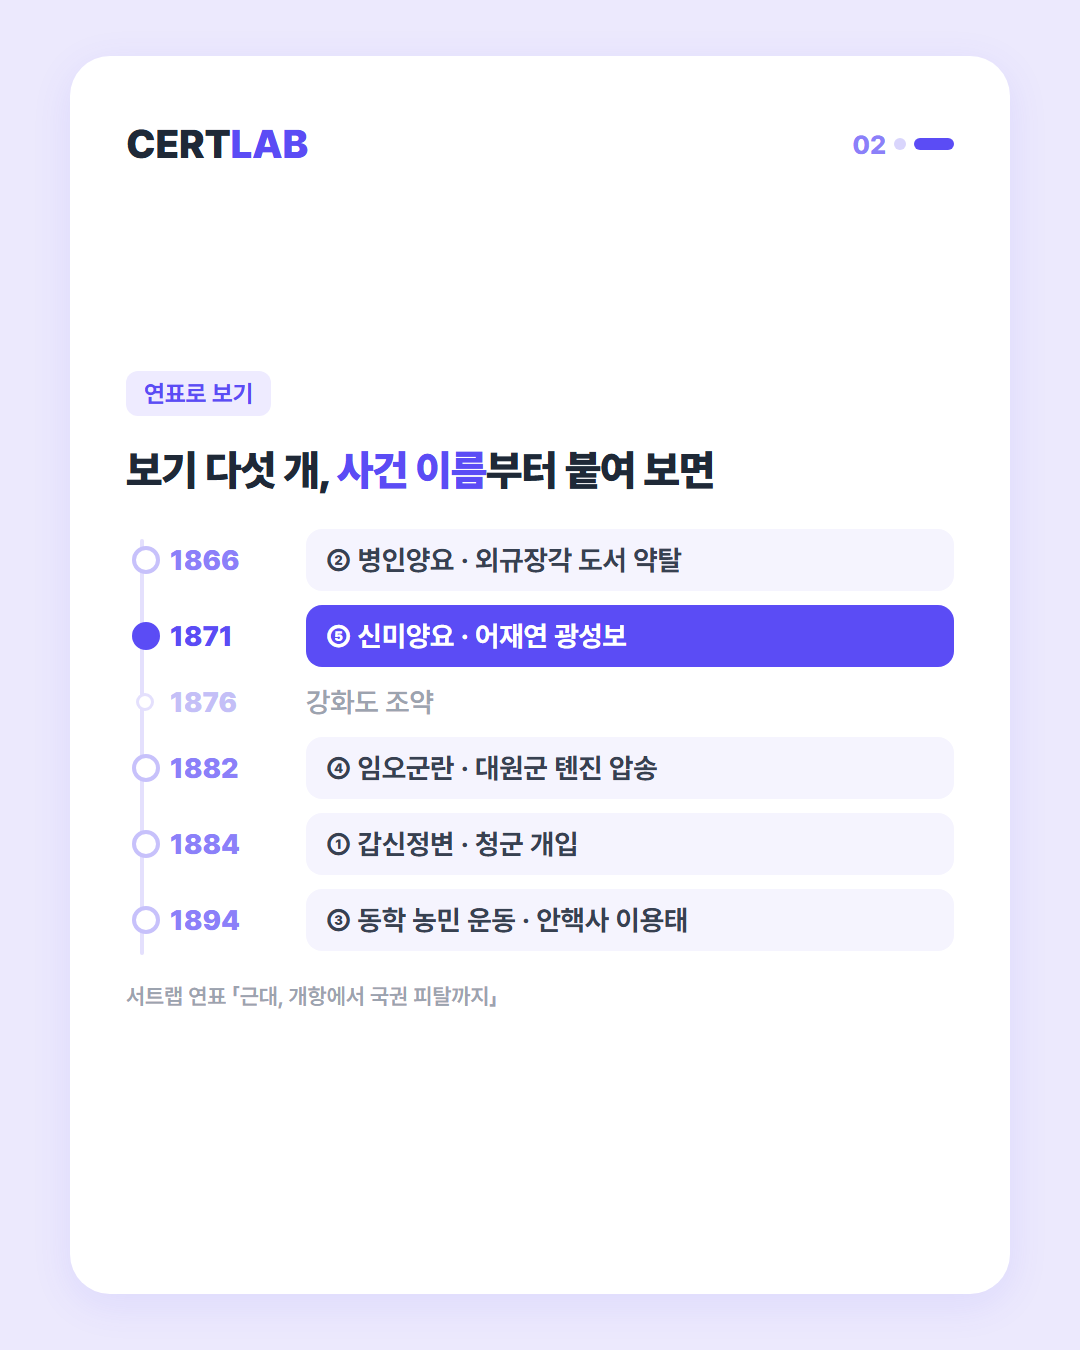 CERTLAB
02
연표로 보기
보기 다섯 개, 사건 이름부터 붙여 보면
1866 ② 병인양요 · 외규장각 도서 약탈
1871 ⑤ 신미양요 · 어재연 광성보
1876 강화도 조약
1882 ④ 임오군란 · 대원군 톈진 압송
1884 ① 갑신정변 · 청군 개입
1894 ③ 동학 농민 운동 · 안핵사 이용태
서트랩 연표 「근대, 개항에서 국권 피탈까지」